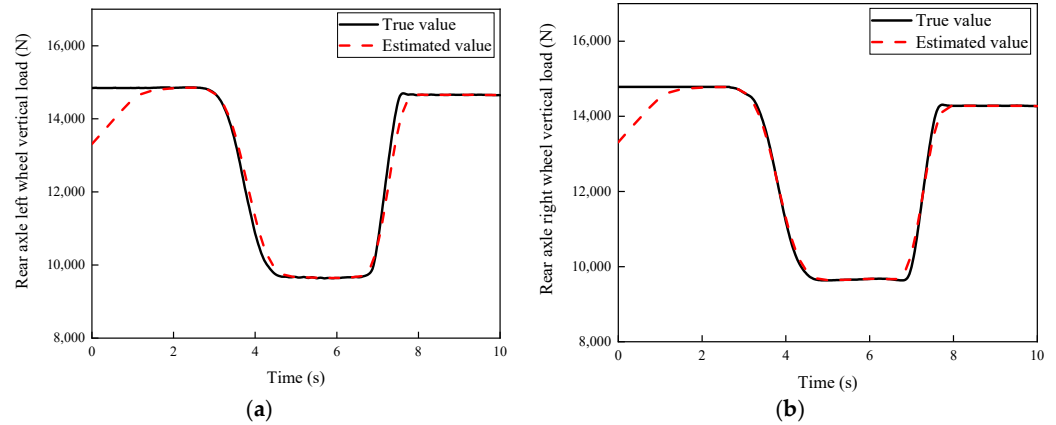 True value
Estimated value
16,000
14,000
12,000
10,000
8,000
Rear axle left wheel vertical load (N)
0
2
4
6
8
10
Time (s)
(a)
True value
Estimated value
16,000
14,000
12,000
10,000
8,000
Rear axle right wheel vertical load (N)
0
2
4
6
8
10
Time (s)
(b)